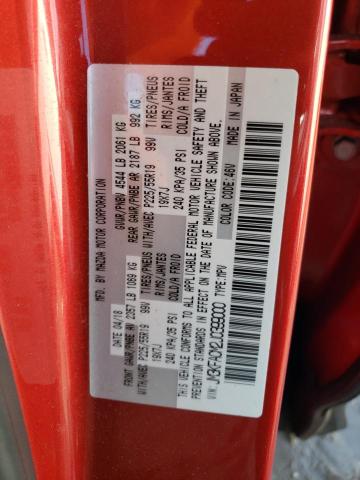 MFD. BY MAZDA MOTOR CORPORATION
DATE: 04/18 GVWR/PNBV 4544 LB 2061 KG
FRONT GAWR/PNBE AV 2357 LB 1069 KG REAR GAWR/PNBE AR 2187 LB 992 KG
WITH/AVEC P225/55R19 99V TIRES/PNEUS WITH/AVEC P225/55R19 99V TIRES/PNEUS
19X7J RIMS/JANTES 19X7J RIMS/JANTES
240 KPA/35 PSI COLD/A FROID 240 KPA/35 PSI COLD/A FROID
THIS VEHICLE CONFORMS TO ALL APPLICABLE FEDERAL MOTOR VEHICLE SAFETY AND THEFT
PREVENTION STANDARDS IN EFFECT ON THE DATE OF MANUFACTURE SHOWN ABOVE.
MADE IN JAPAN
COLOR CODE: 46V
TYPE: MPV